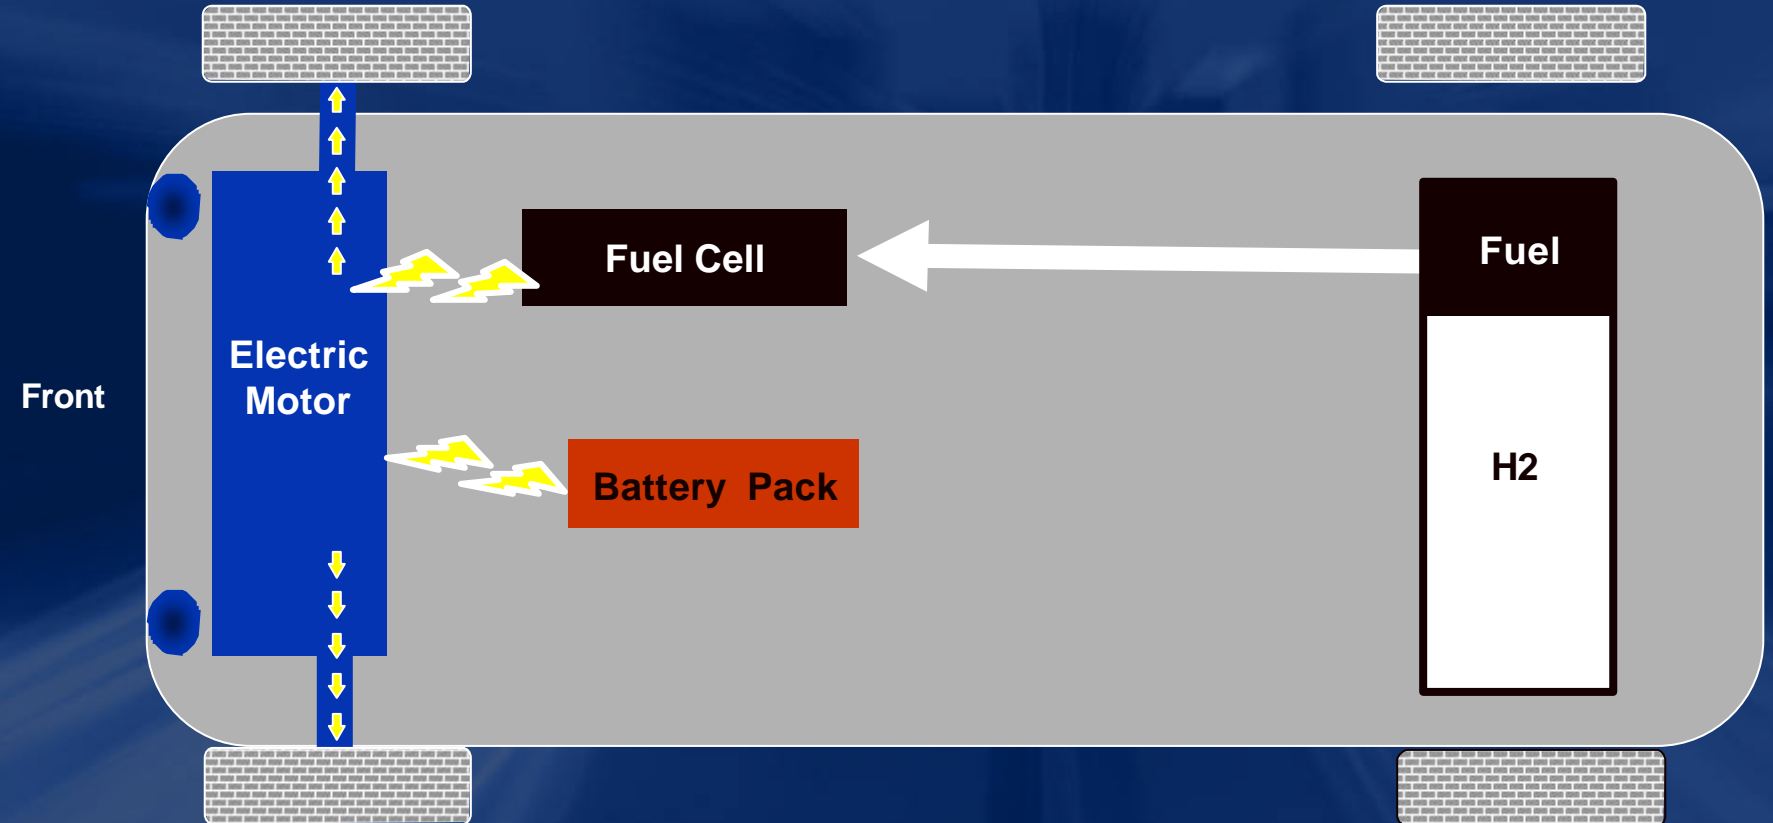 Fuel Cell
Fuel
Electric
Motor
Front
H2
Battery  Pack